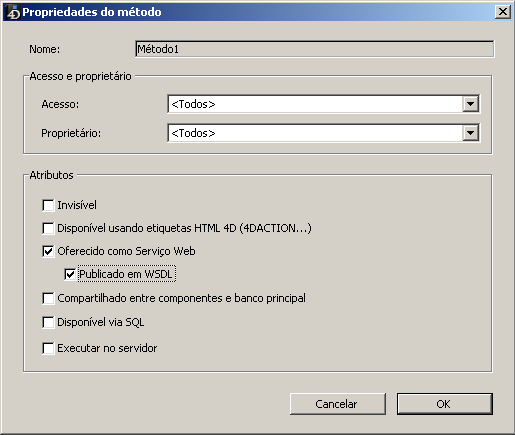 Propriedades do método
Nome: Método1
Acesso e proprietário
Acesso: <Todos>
Proprietário: <Todos>
Atributos
Invisível
Disponível usando etiquetas HTML 4D (4DACTION...)
Oferecido como Serviço Web
Publicado em WSDL
Compartilhado entre componentes e banco principal
Disponível via SQL
Executar no servidor
Cancelar OK